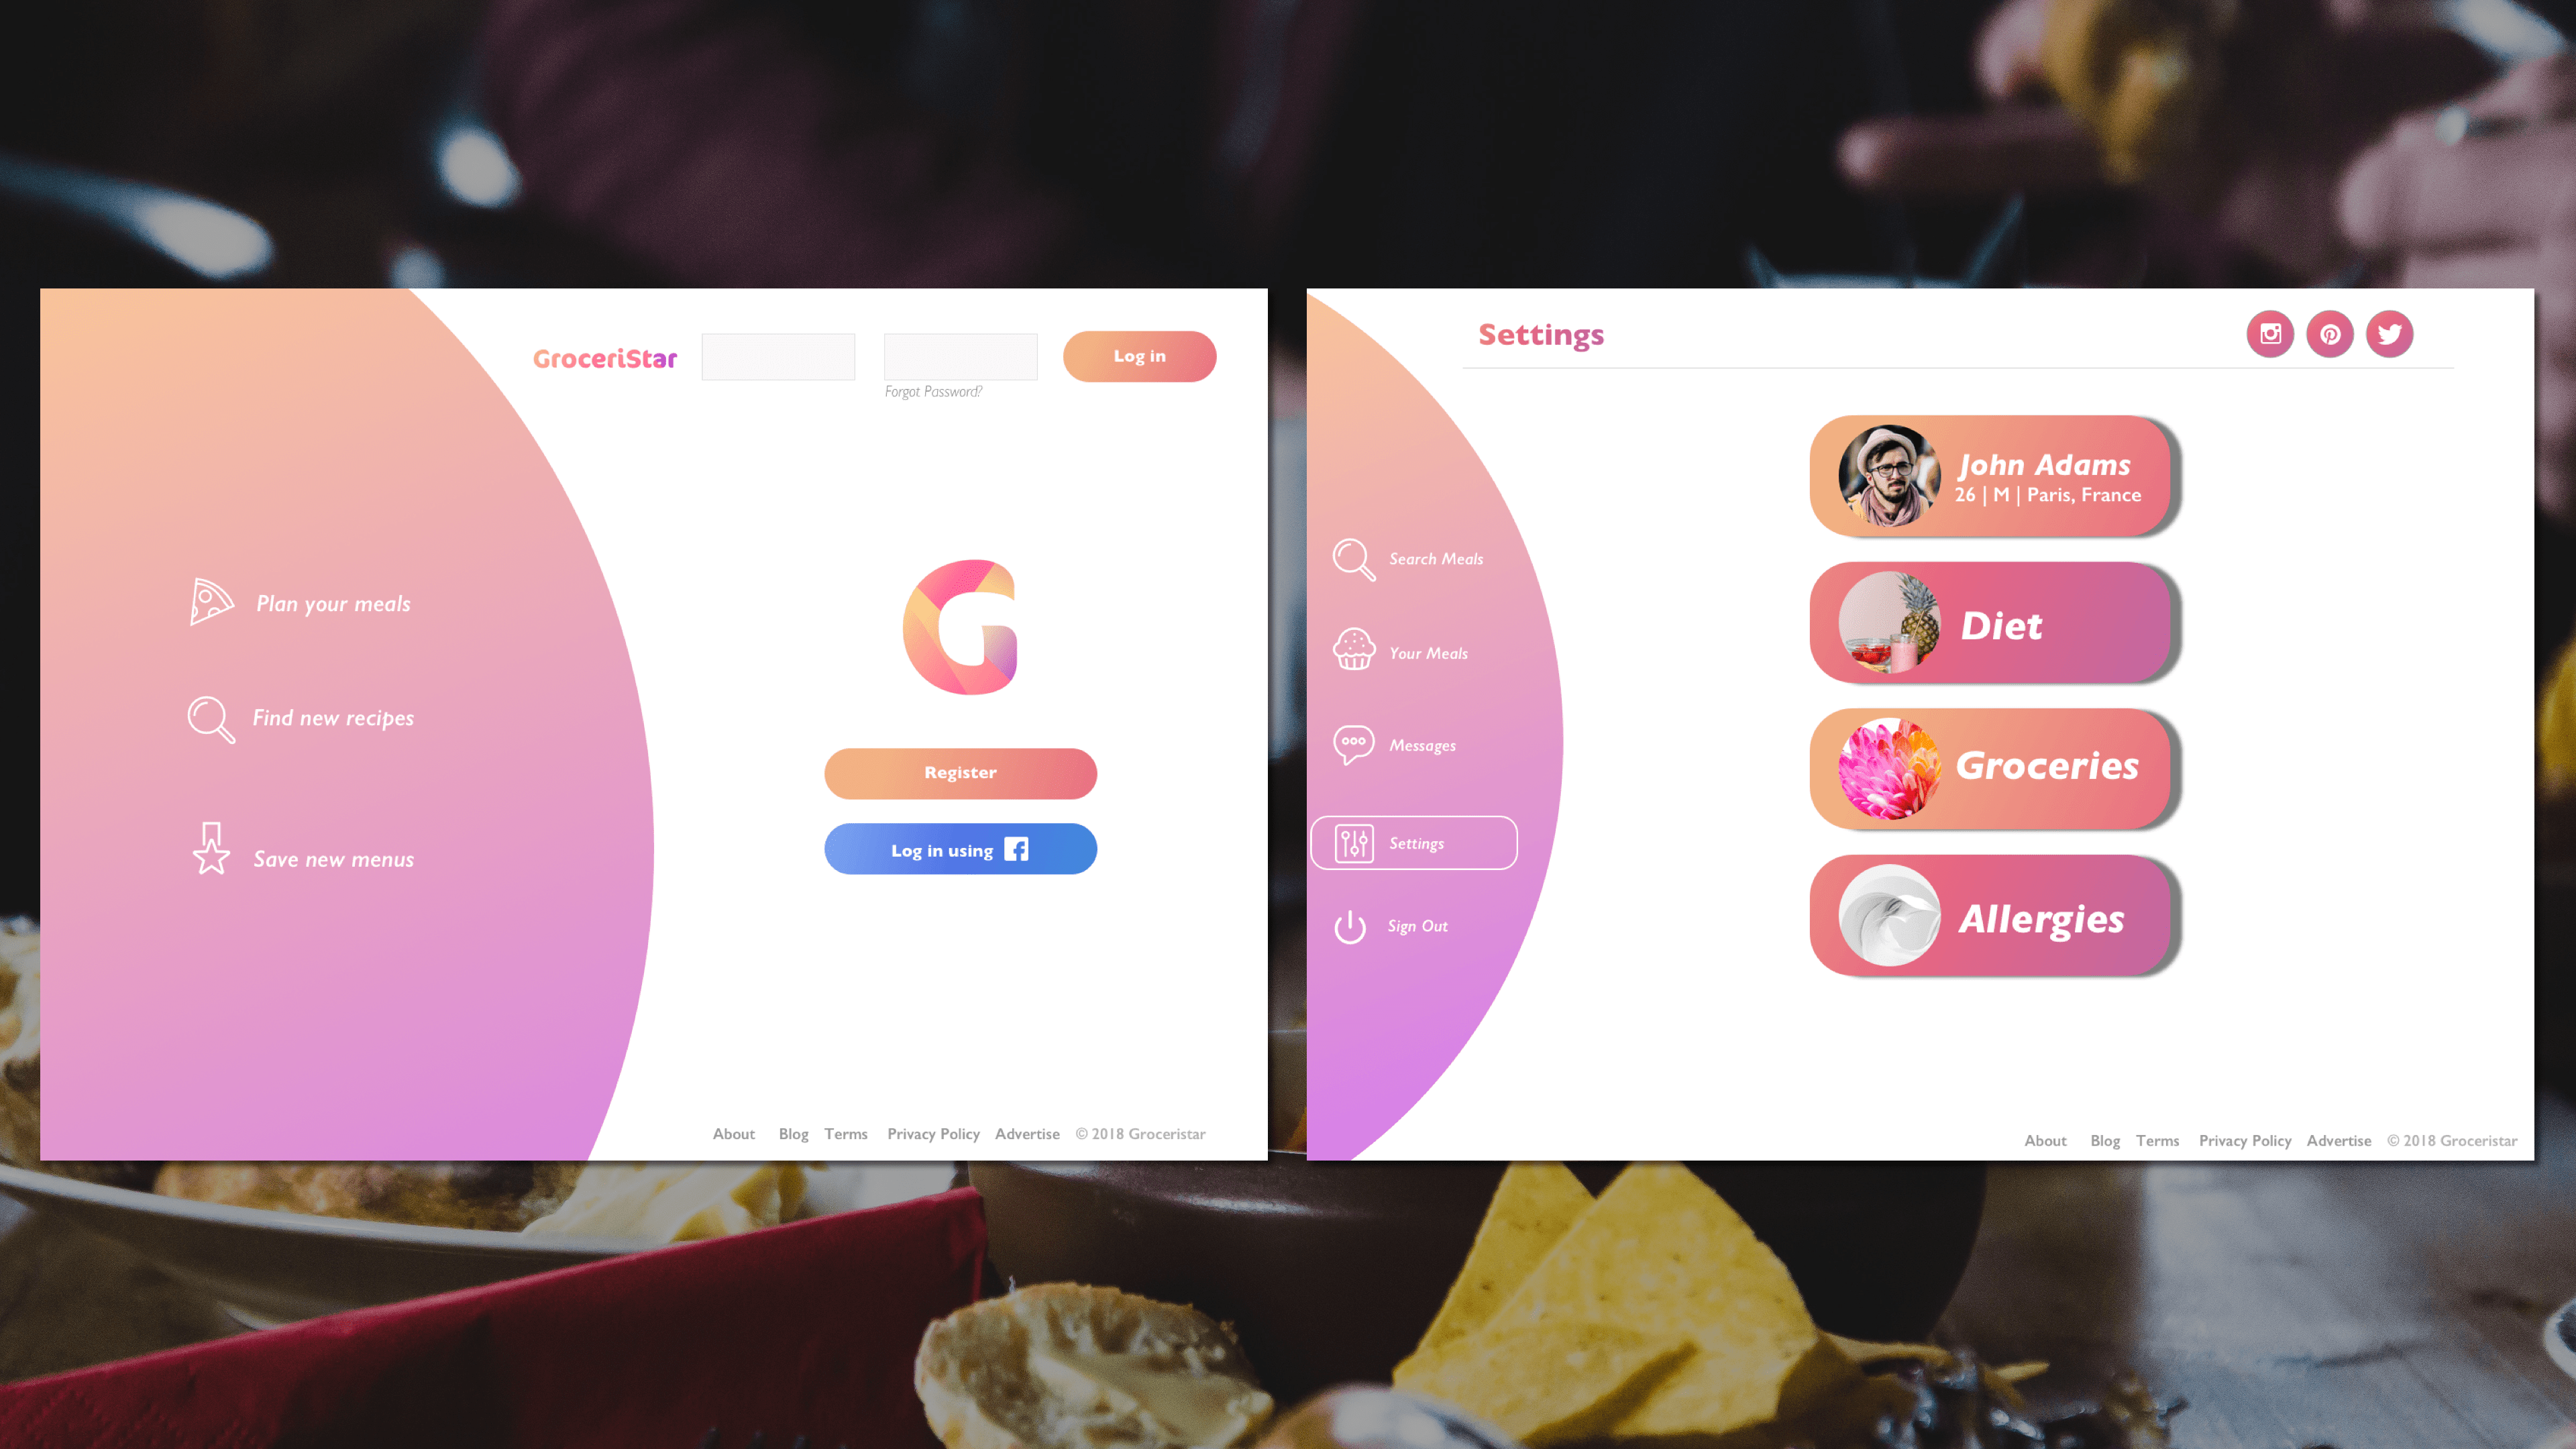 GroceriStar
Log in
Forgot Password?
Plan your meals
Find new recipes
Save new menus
G
Register
Log in using f
About Blog Terms Privacy Policy Advertise © 2018 Groceristar
Settings
Search Meals
Your Meals
Messages
Settings
Sign Out
John Adams
26 | M | Paris, France
Diet
Groceries
Allergies
About Blog Terms Privacy Policy Advertise © 2018 Groceristar